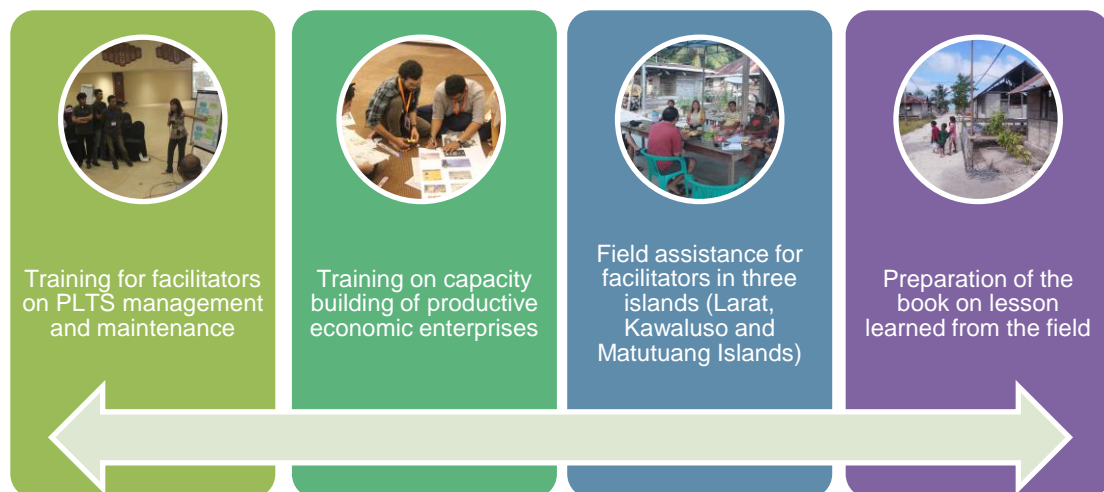 Training for facilitators
on PLTS management
and maintenance
Training on capacity
building of productive
economic enterprises
Field assistance for
facilitators in three
islands (Larat,
Kawaluso and
Matutuang Islands)
Preparation of the
book on lesson
learned from the field